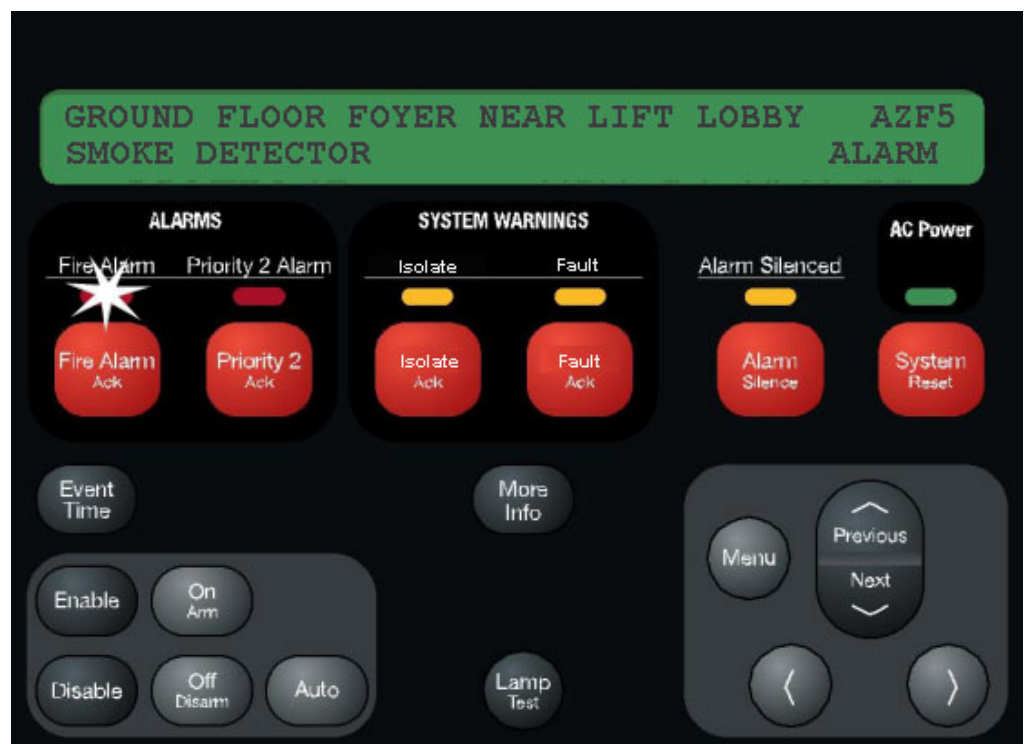 GROUND FLOOR FOYER NEAR LIFT LOBBY AZF5
SMOKE DETECTOR ALARM
ALARMS
SYSTEM WARNINGS
AC Power
Fire Alarm
Priority 2 Alarm
Isolate
Fault
Alarm Silenced
Fire Alarm
Ack
Priority 2
Ack
Isolate
Ack
Fault
Ack
Alarm
Silence
System
Reset
Event
Time
More
Info
Menu
Previous
Next
Enable
On
Arm
Disable
Off
Disarm
Auto
Lamp
Test